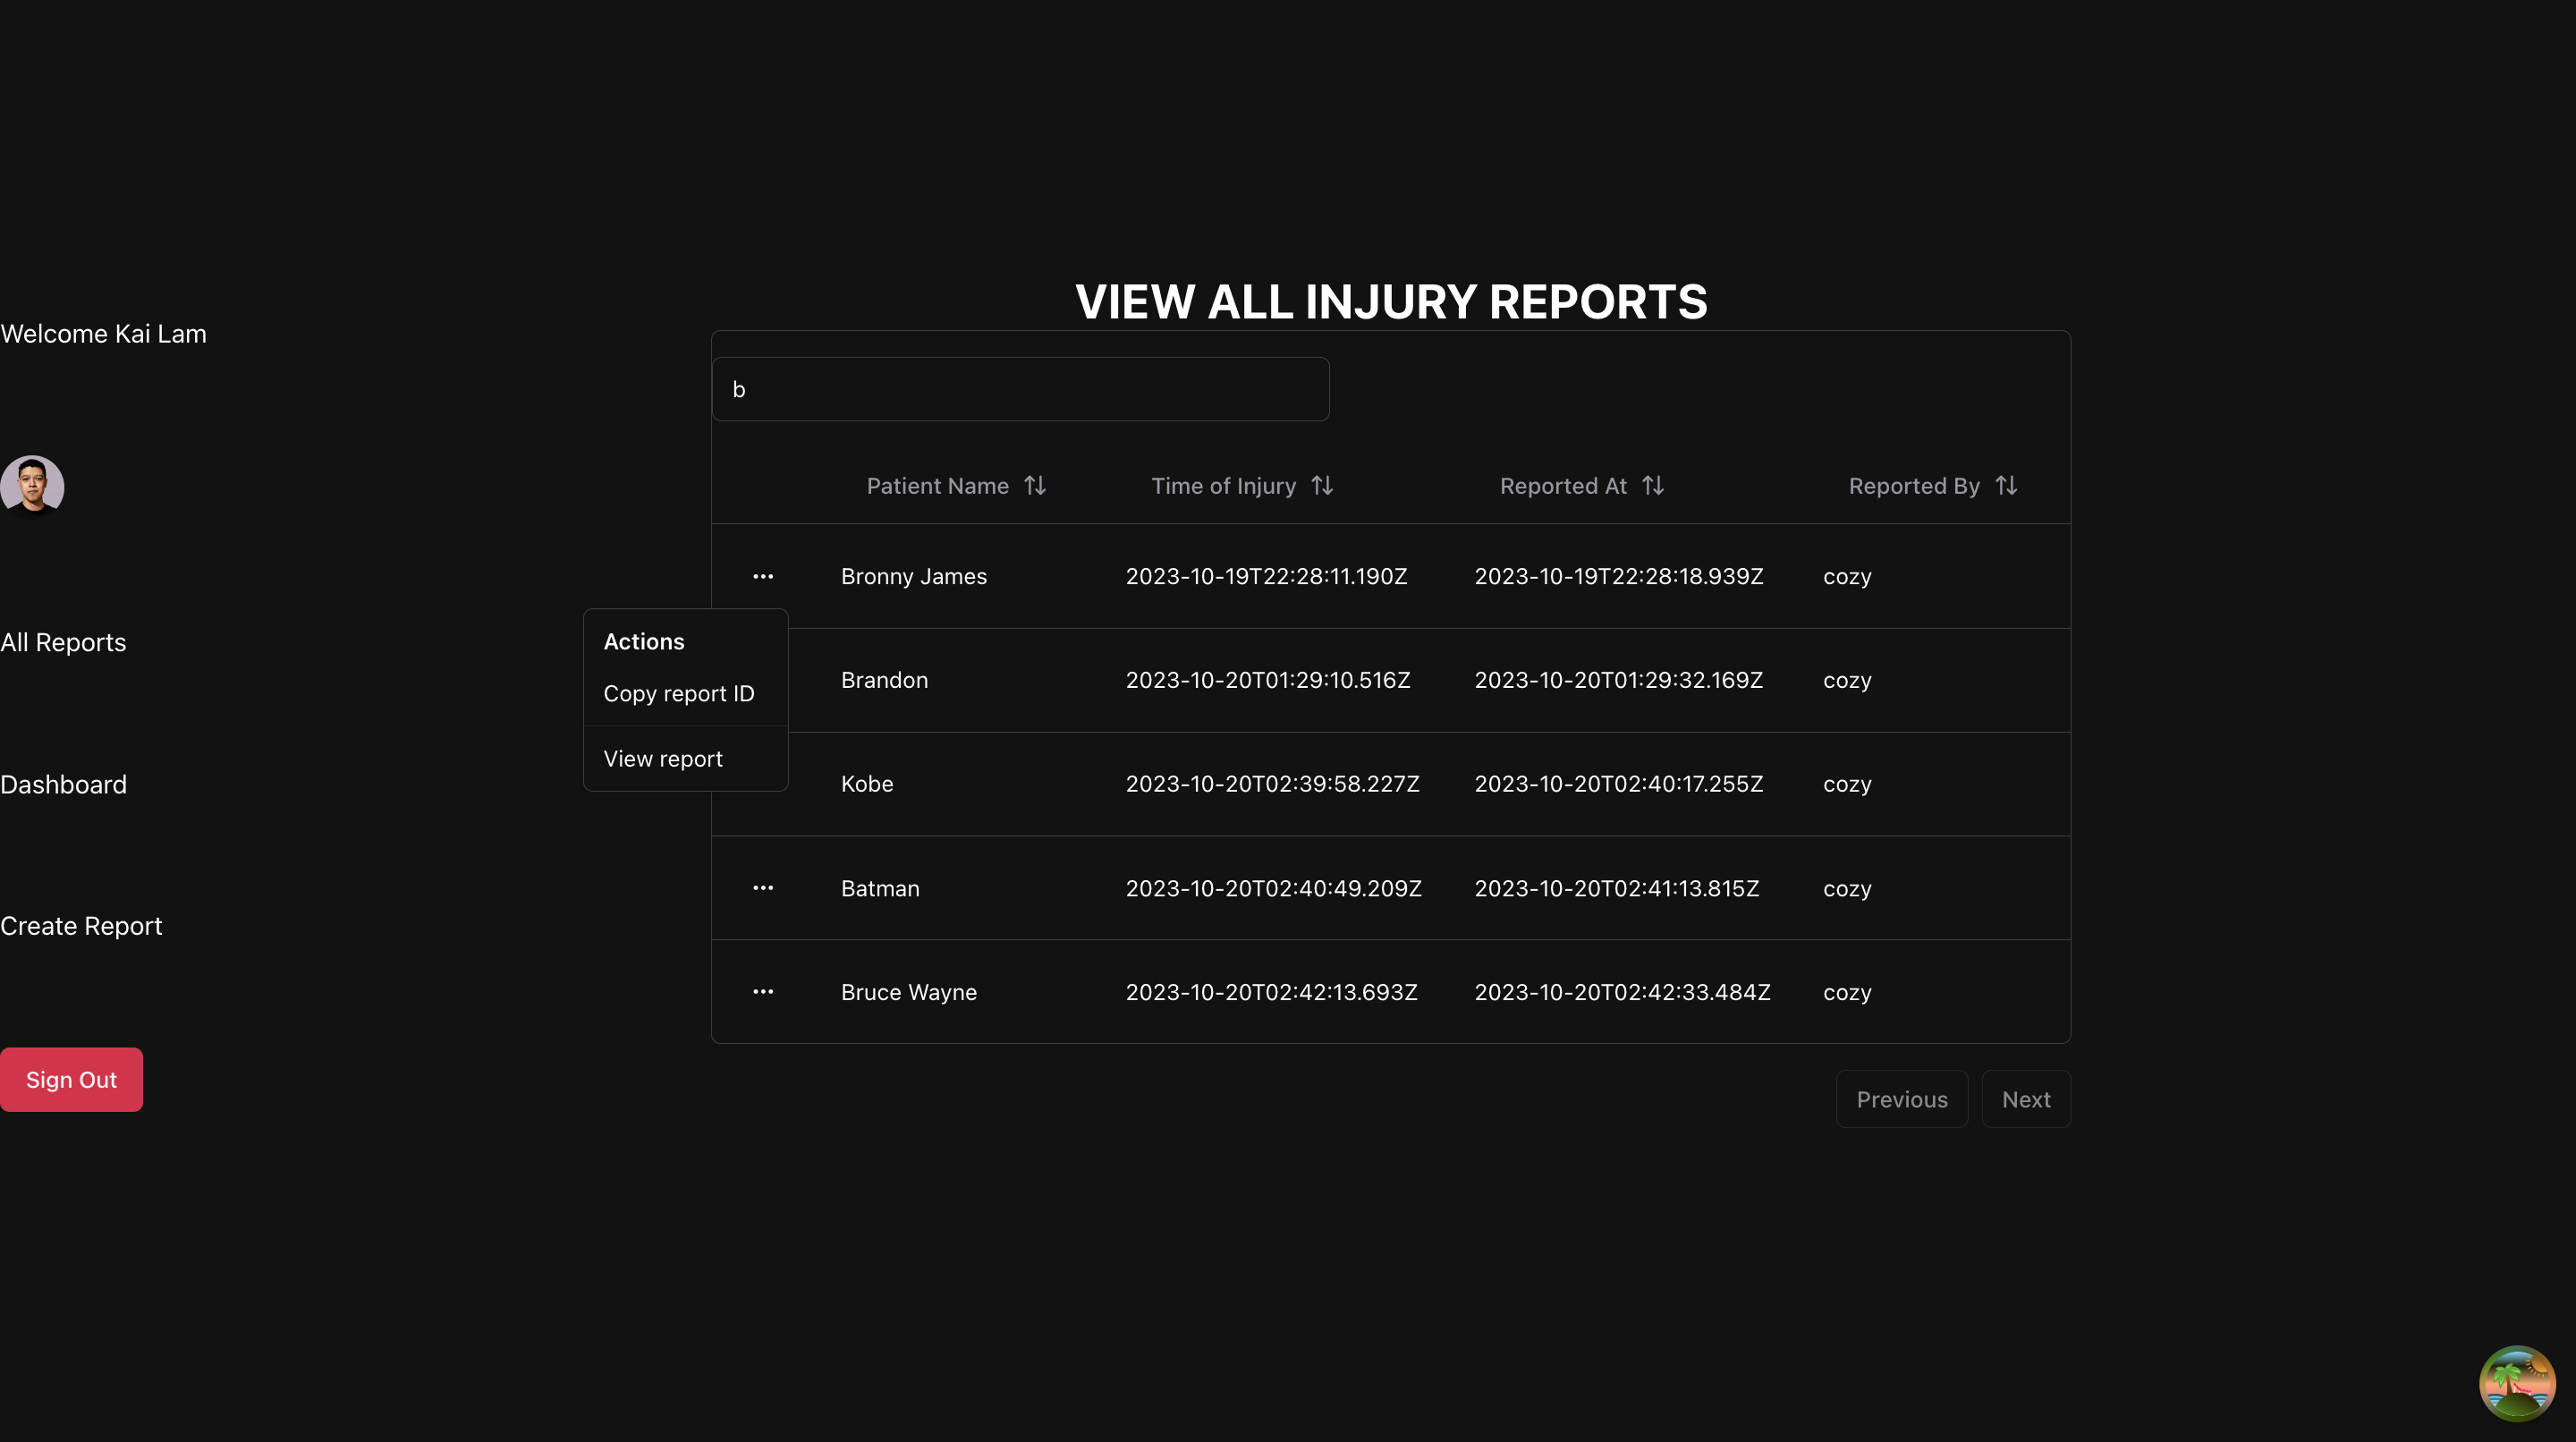 VIEW ALL INJURY REPORTS
Welcome Kai Lam
All Reports
Dashboard
Create Report
Sign Out
b
Patient Name Time of Injury Reported At Reported By
Bronny James 2023-10-19T22:28:11.190Z 2023-10-19T22:28:18.939Z cozy
Brandon 2023-10-20T01:29:10.516Z 2023-10-20T01:29:32.169Z cozy
Kobe 2023-10-20T02:39:58.227Z 2023-10-20T02:40:17.255Z cozy
Batman 2023-10-20T02:40:49.209Z 2023-10-20T02:41:13.815Z cozy
Bruce Wayne 2023-10-20T02:42:13.693Z 2023-10-20T02:42:33.484Z cozy
Actions
Copy report ID
View report
Previous Next